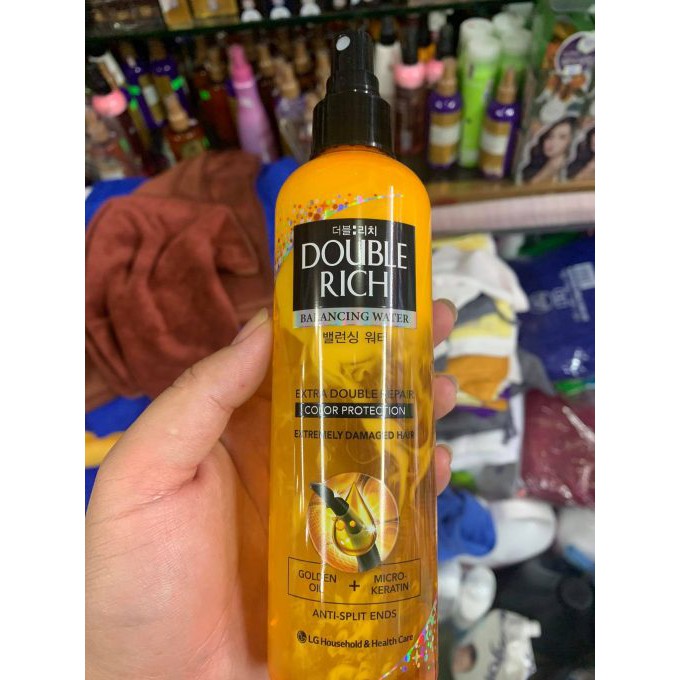 더블리치
DOUBLE
RICH
BALANCING WATER
밸런싱 워터
EXTRA DOUBLE REPAIR
COLOR PROTECTION
EXTREMELY DAMAGED HAIR
GOLDEN
OIL
+
MICRO-
KERATIN
ANTI-SPLIT ENDS
LG Household & Health Care